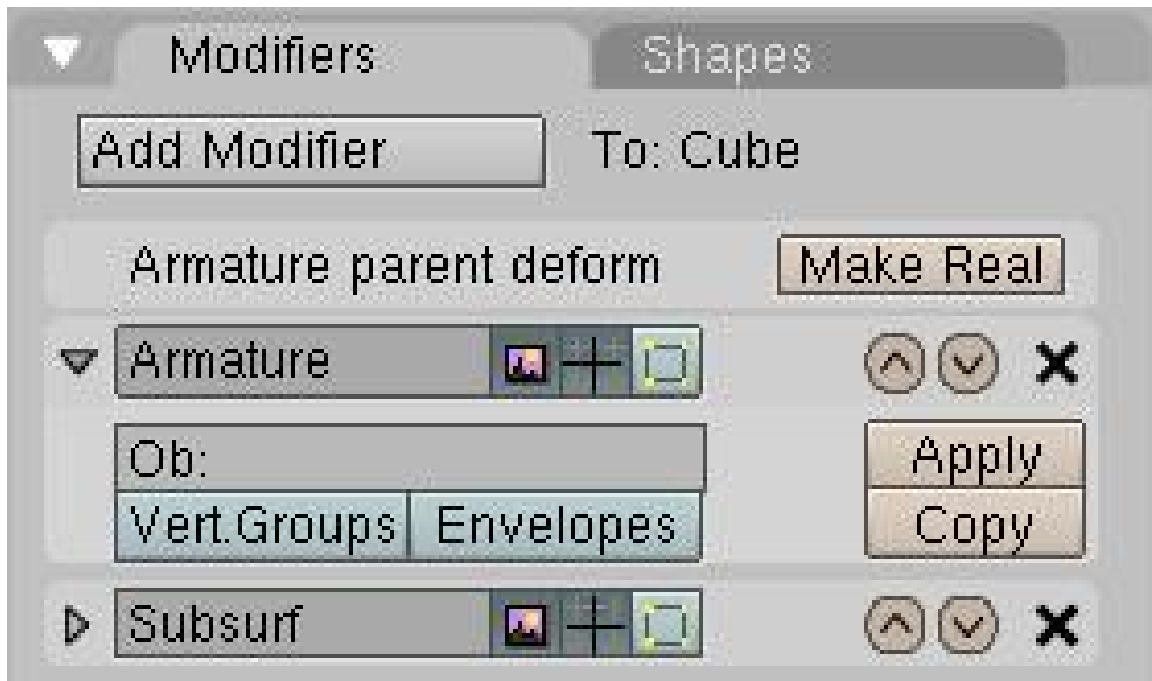 Modifiers Shapes
Add Modifier To: Cube
Armature parent deform Make Real
Armature
Ob: Apply
Vert.Groups Envelopes Copy
Subsurf